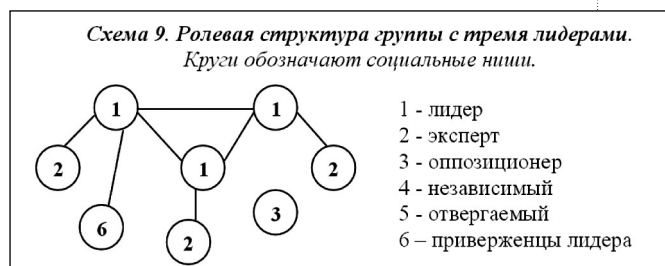 Схема 9. Ролевая структура группы с тремя лидерами.
Круги обозначают социальные ниши.
1 1
2 1 2
6 2 3
1 - лидер
2 - эксперт
3 - оппозиционер
4 - независимый
5 - отвергаемый
6 – приверженцы лидера